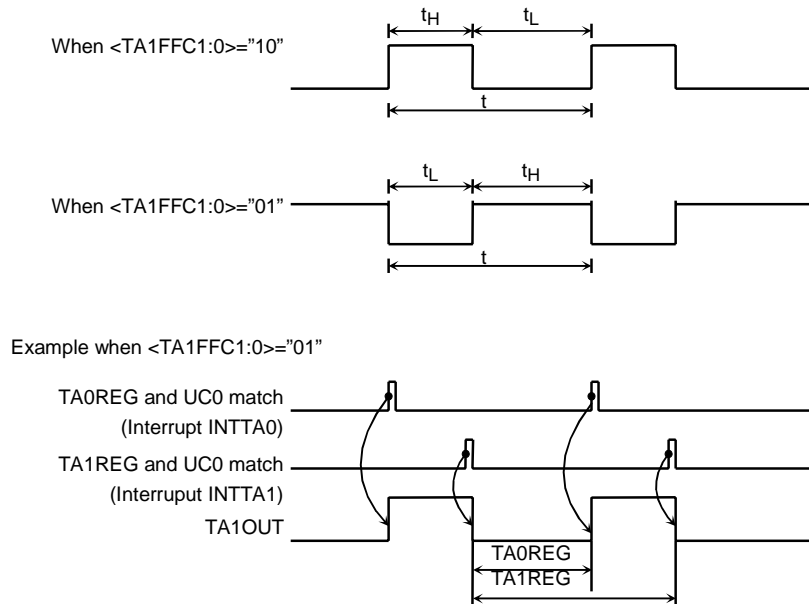 tH tL
When <TA1FFC1:0>=”10”
t
tL tH
When <TA1FFC1:0>=”01”
t
Example when <TA1FFC1:0>=”01”
TA0REG and UC0 match
(Interrupt INTTA0)
TA1REG and UC0 match
(Interruput INTTA1)
TA1OUT
TA0REG
TA1REG